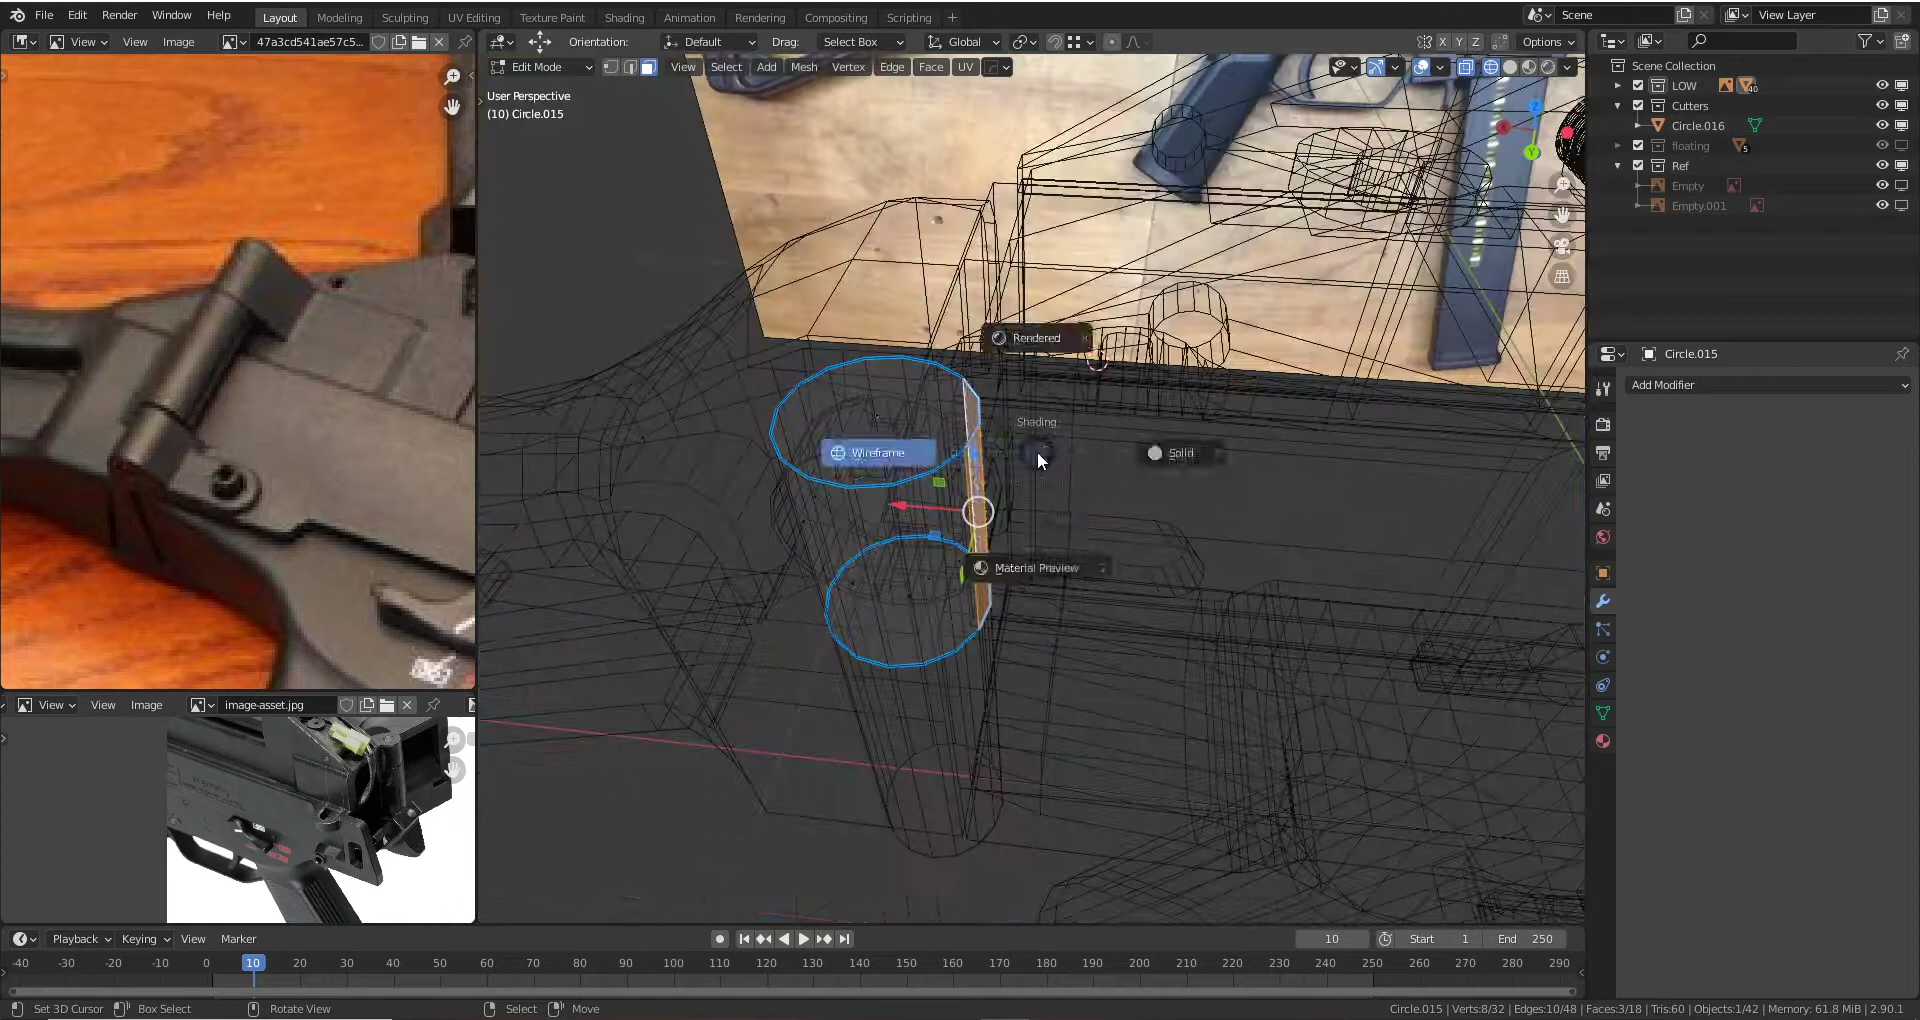 File Edit Render Window Help
Layout Modeling Sculpting UV Editing Texture Paint Shading Animation Rendering Compositing Scripting +
Scene
View Layer
View View Image 47a3cd541ae57c5...
Orientation: Default Drag: Select Box Global
X Y Z Options
Edit Mode View Select Add Mesh Vertex Edge Face UV
User Perspective
(10) Circle.015
Scene Collection
LOW 40
Cutters
Circle.016
floating 5
Ref
Empty
Empty.001
Z
X
Y
Rendered
Shading
Wireframe
Solid
Material Preview
Circle.015
Add Modifier
View View Image image-asset.jpg
Playback Keying View Marker
10 Start 1 End 250
-40 -30 -20 -10 0 10 20 30 40 50 60 70 80 90 100 110 120 130 140 150 160 170 180 190 200 210 220 230 240 250 260 270 280 290
Set 3D Cursor Box Select Rotate View Select Move
Circle.015 | Verts:8/32 | Edges:10/48 | Faces:3/18 | Tris:60 | Objects:1/42 | Memory: 61.8 MiB | 2.90.1